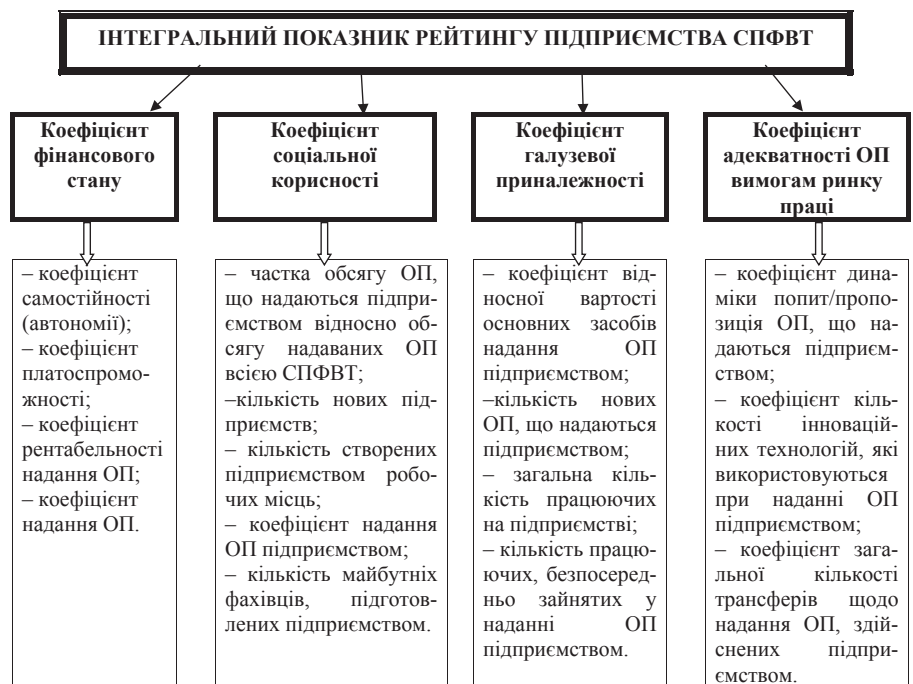 ІНТЕГРАЛЬНИЙ ПОКАЗНИК РЕЙТИНГУ ПІДПРИЄМСТВА СПФВТ
Коефіцієнт
фінансового
стану
Коефіцієнт
соціальної
корисності
Коефіцієнт
галузевої
приналежності
Коефіцієнт
адекватності ОП
вимогам ринку
праці
– коефіцієнт
самостійності
(автономії);
– коефіцієнт
платоспромо-
жності;
– коефіцієнт
рентабельності
надання ОП;
– коефіцієнт
надання ОП.
– частка обсягу ОП,
що надаються підпри-
ємством відносно об-
сягу надаваних ОП
всією СПФВТ;
–кількість нових під-
приємств;
– кількість створених
підприємством робо-
чих місць;
– коефіцієнт надання
ОП підприємством;
– кількість майбутніх
фахівців, підготов-
лених підприємством.
– коефіцієнт від-
носної вартості
основних засобів
надання ОП
підприємством;
–кількість нових
ОП, що надаються
підприємством;
– загальна кіль-
кість працюючих
на підприємстві;
– кількість працю-
ючих, безпосеред-
ньо зайнятих у
наданні ОП
підприємством.
– коефіцієнт дина-
міки попит/пропо-
зиція ОП, що на-
даються підприєм-
ством;
– коефіцієнт кіль-
кості інновацій-
них технологій, які
використовуються
при наданні ОП
підприємством;
– коефіцієнт зага-
льної кількості
трансферів щодо
надання ОП, здій-
снених підпри-
ємством.